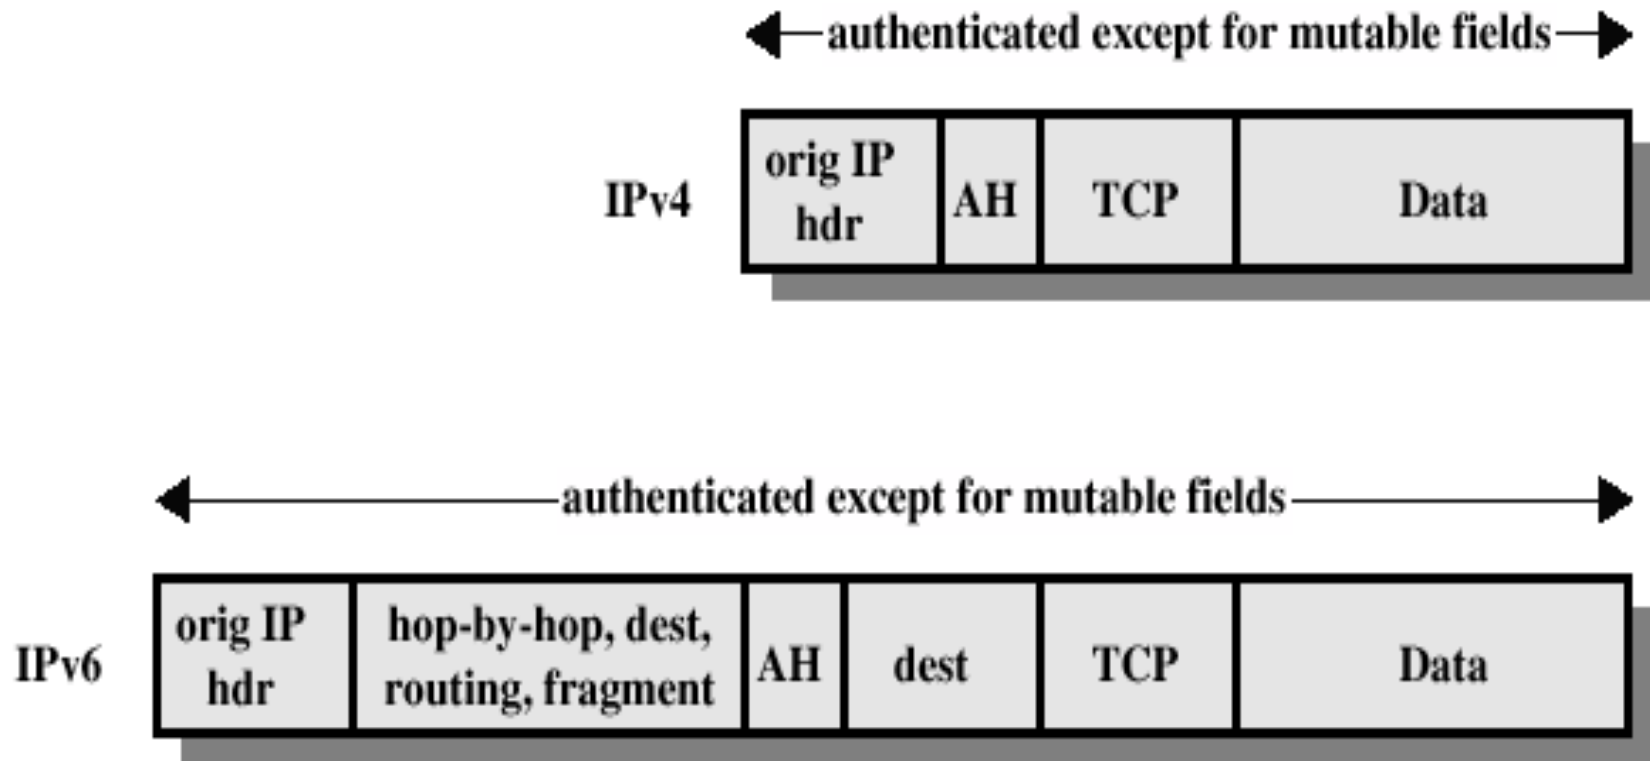 authenticated except for mutable fields
IPv4
orig IP
hdr
AH
TCP
Data
authenticated except for mutable fields
IPv6
orig IP
hdr
hop-by-hop, dest,
routing, fragment
AH
dest
TCP
Data